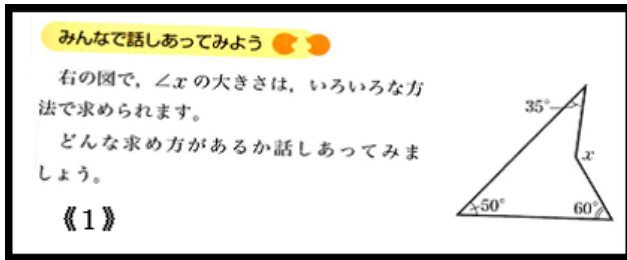 みんなで話しあってみよう
右の図で，∠xの大きさは，いろいろな方
法で求められます。
どんな求め方があるか話しあってみま
しょう。
《1》
35°
x
50°
60°